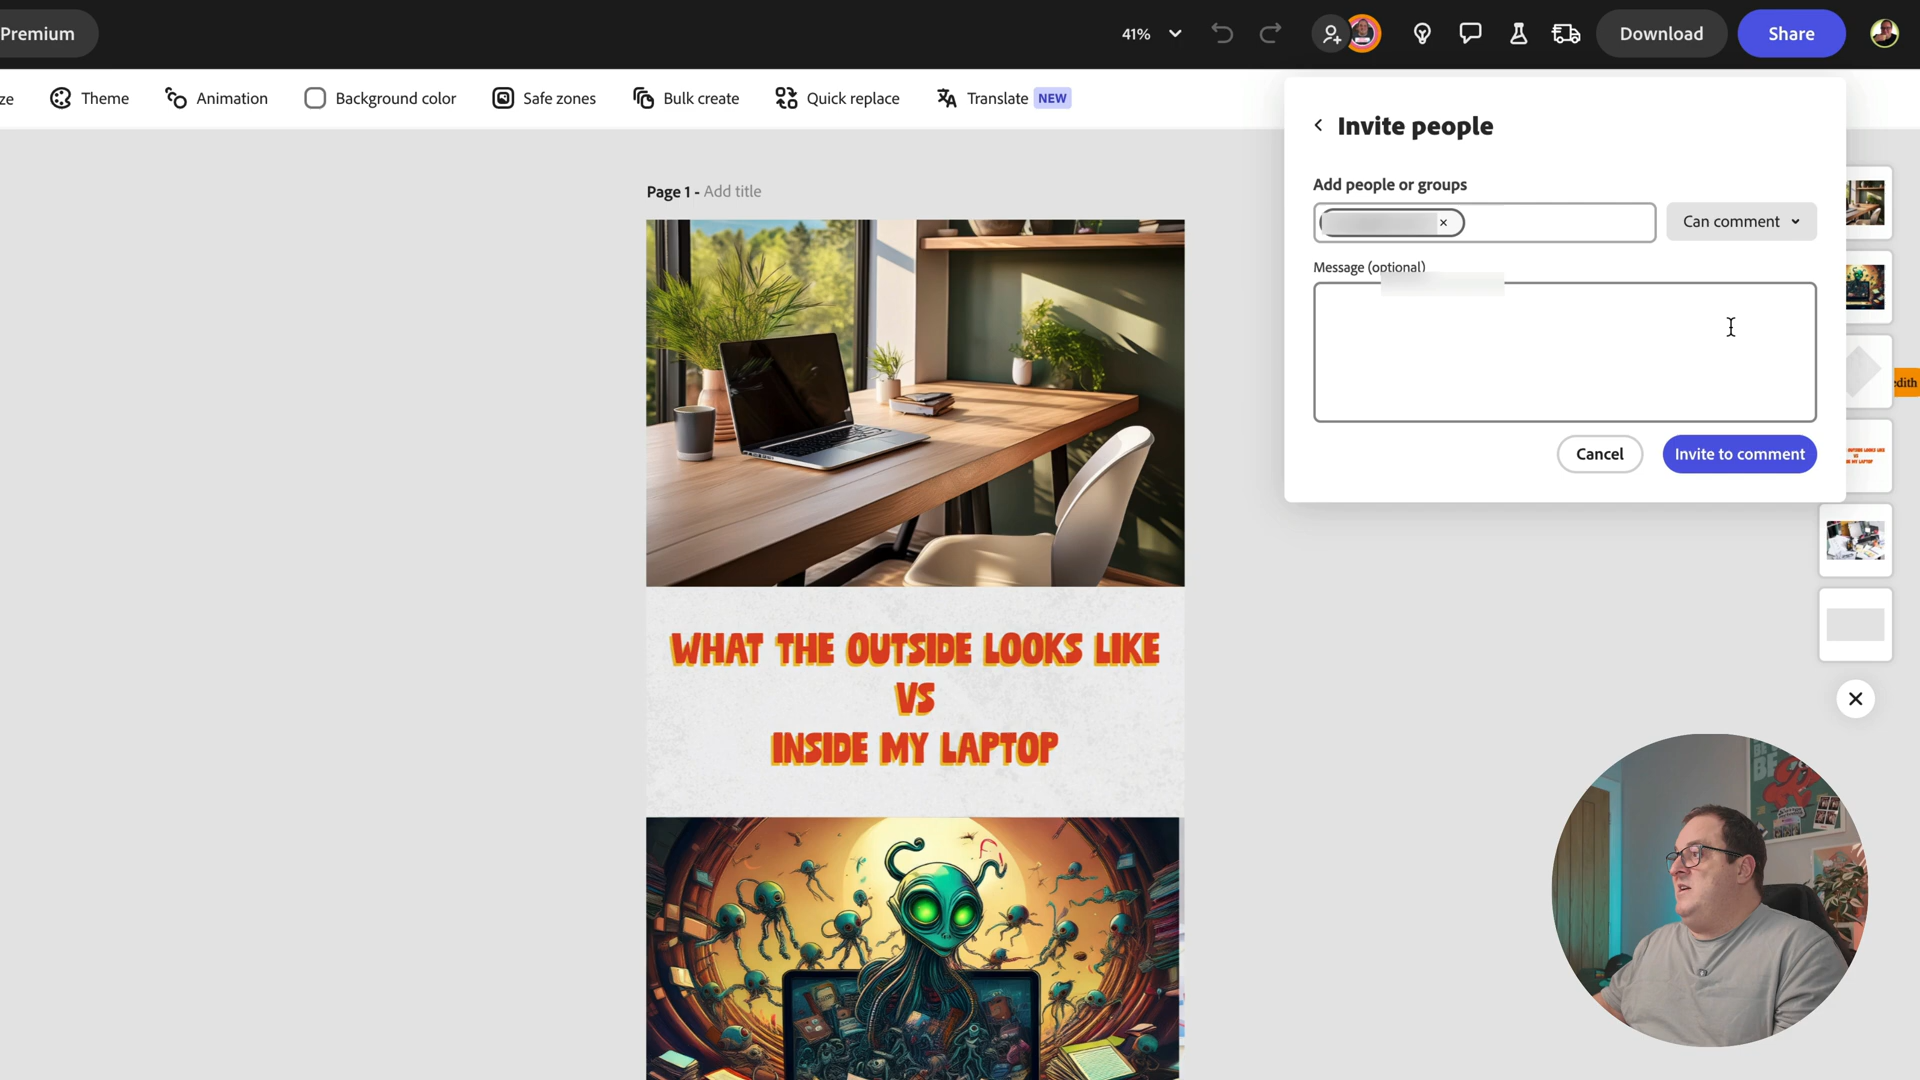 Premium
41%
Download
Share
ze
Theme
Animation
Background color
Safe zones
Bulk create
Quick replace
Translate NEW
Invite people
Add people or groups
×
Can comment
Message (optional)
Cancel
Invite to comment
Page 1 - Add title
WHAT THE OUTSIDE LOOKS LIKE
VS
INSIDE MY LAPTOP
edith